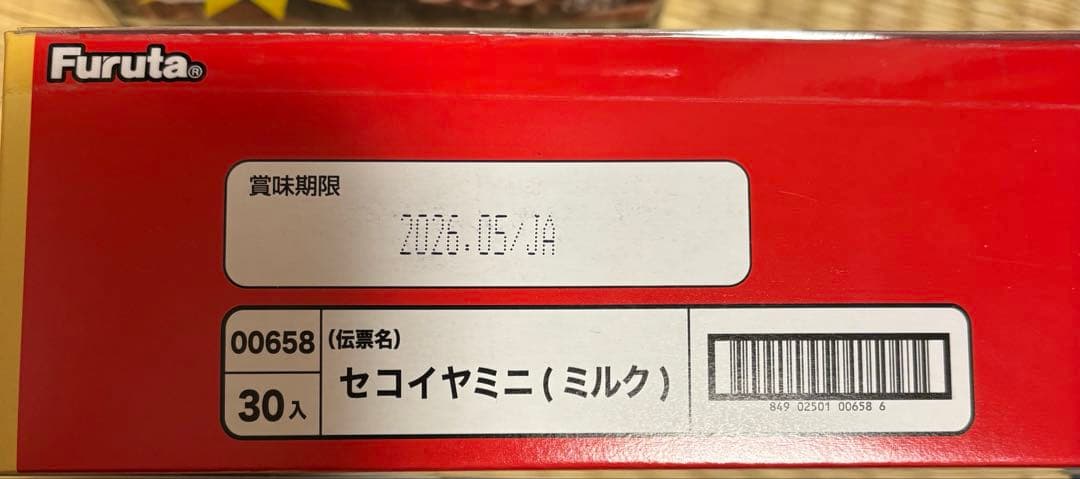 Furuta®
賞味期限
2026.05/JA
00658
30入
(伝票名)
セコイヤミニ(ミルク)
849 02501 00658 6